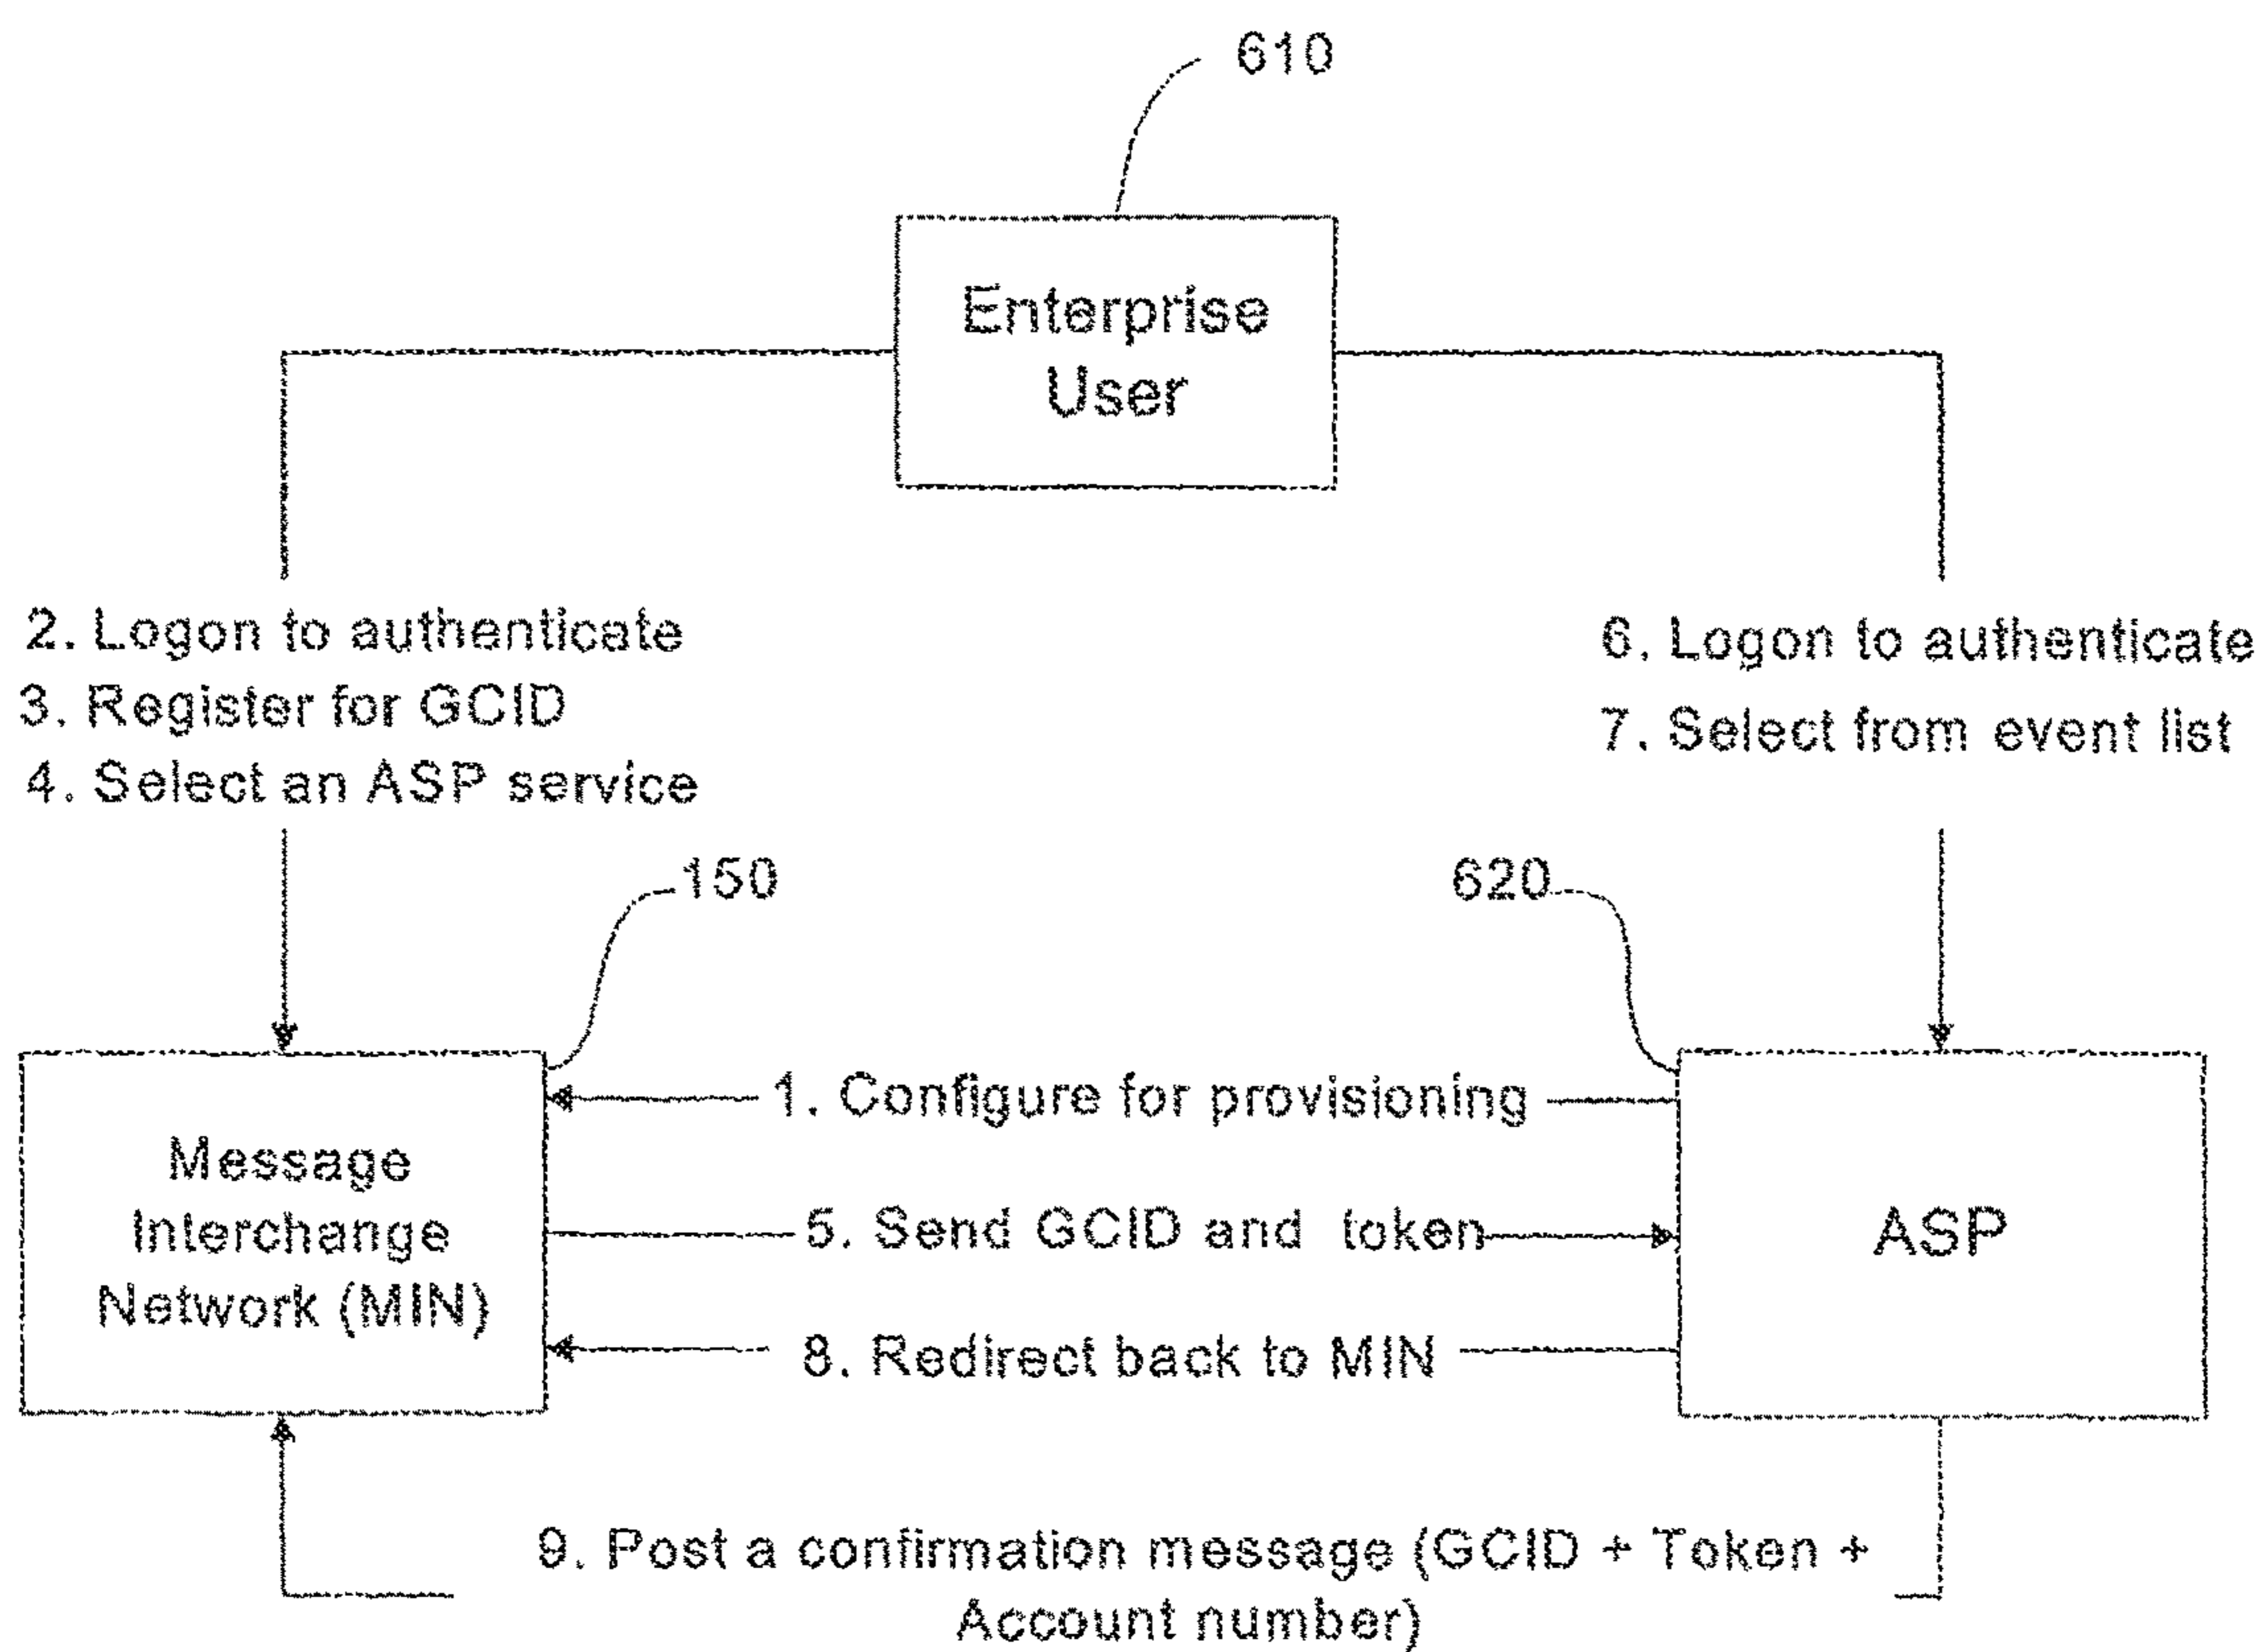 610
Enterprise
User
2. Logon to authenticate
3. Register for GCID
4. Select an ASP service
6. Logon to authenticate
7. Select from event list
150
620
Message
Interchange
Network (MIN)
1. Configure for provisioning
5. Send GCID and token
8. Redirect back to MIN
ASP
9. Post a confirmation message (GCID + Token +
Account number)